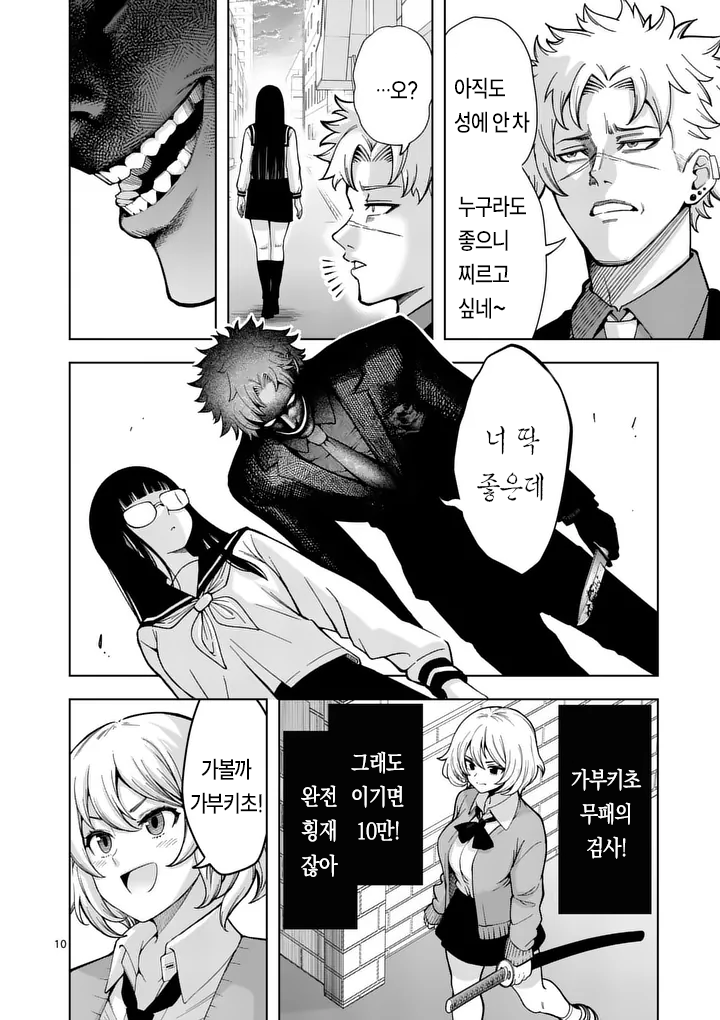 아직도
성에 안 차
누구라도
좋으니
찌르고
싶네~
…오?
너 딱
좋은데
가부키초
무패의
검사!
그래도
이기면
10만!
완전
횡재
잖아
가볼까
가부키초!
10